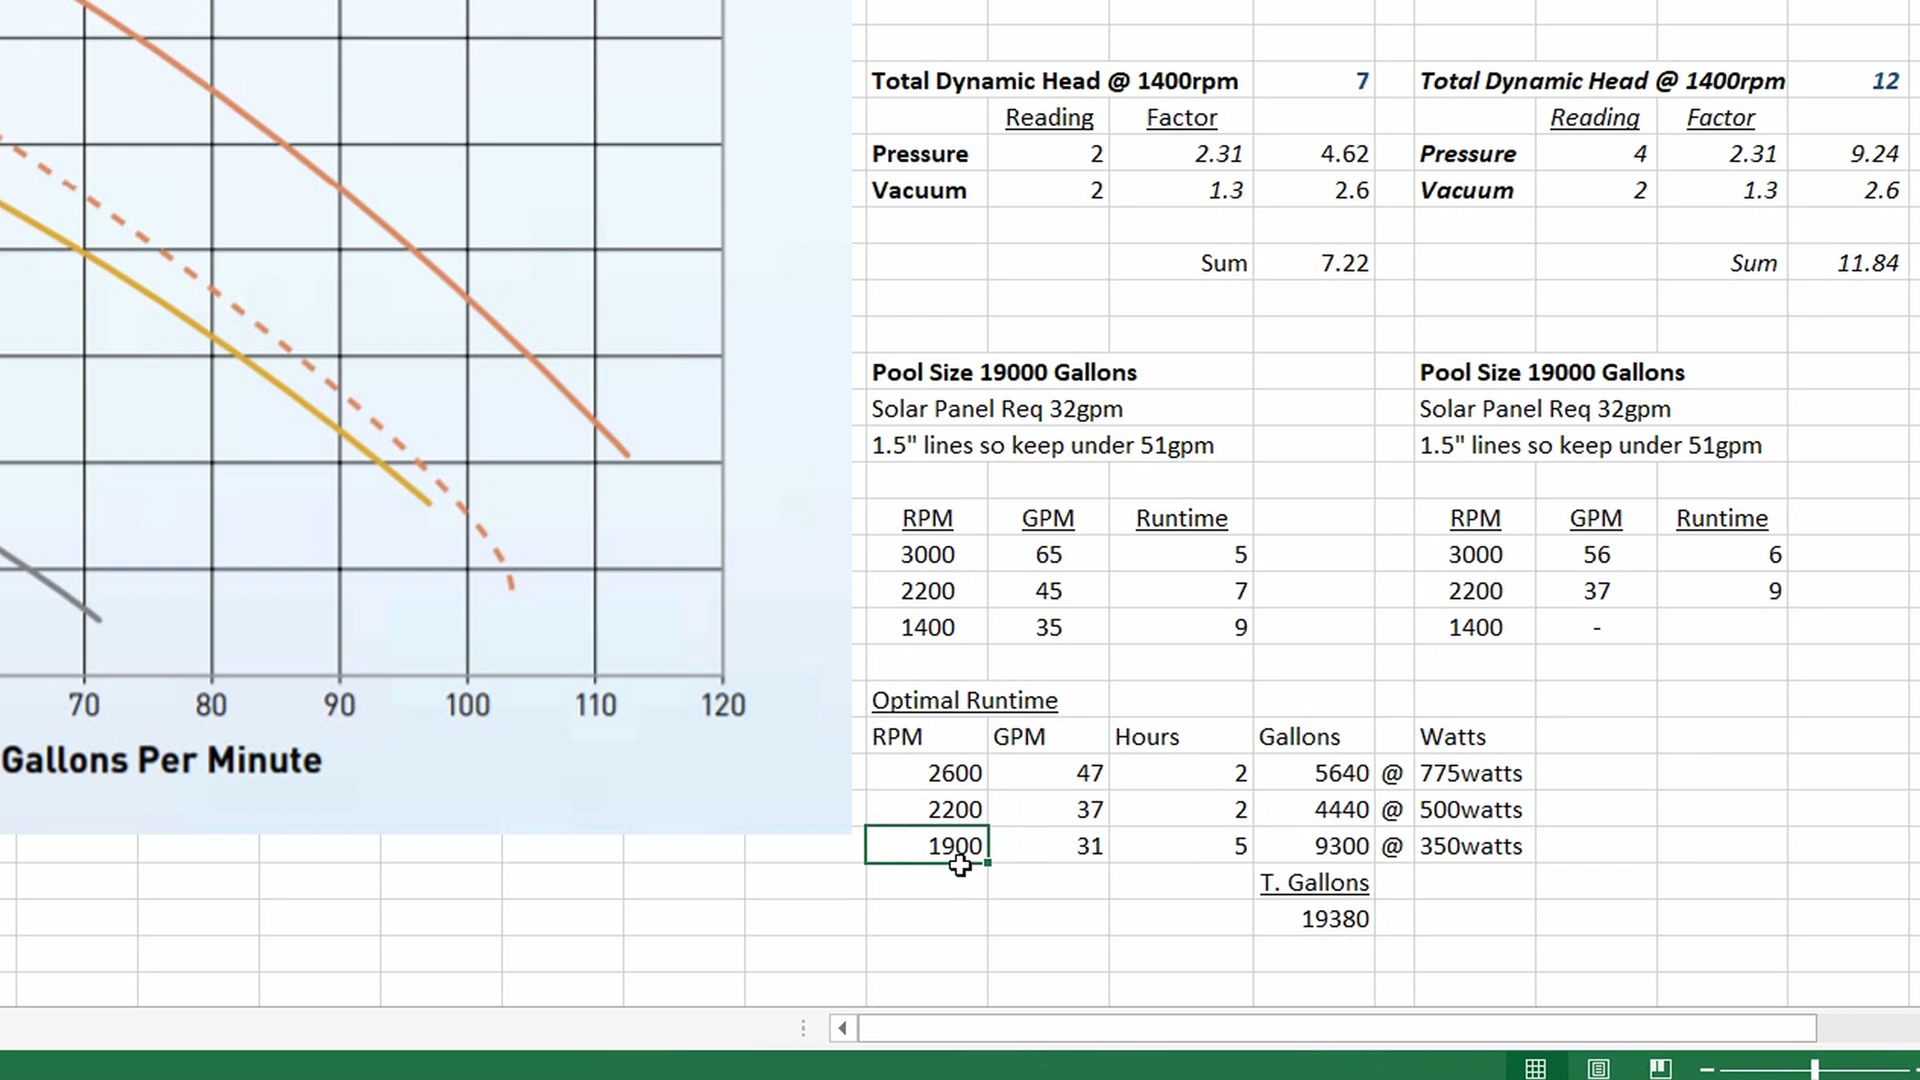 Total Dynamic Head @ 1400rpm 7 Total Dynamic Head @ 1400rpm 12
Reading Factor Reading Factor
Pressure 2 2.31 4.62 Pressure 4 2.31 9.24
Vacuum 2 1.3 2.6 Vacuum 2 1.3 2.6
Sum 7.22 Sum 11.84
Pool Size 19000 Gallons Pool Size 19000 Gallons
Solar Panel Req 32gpm Solar Panel Req 32gpm
1.5" lines so keep under 51gpm 1.5" lines so keep under 51gpm
RPM GPM Runtime RPM GPM Runtime
3000 65 5 3000 56 6
2200 45 7 2200 37 9
1400 35 9 1400 -
70 80 90 100 110 120
Gallons Per Minute
Optimal Runtime
RPM GPM Hours Gallons Watts
2600 47 2 5640 @ 775watts
2200 37 2 4440 @ 500watts
1900 31 5 9300 @ 350watts
T. Gallons
19380